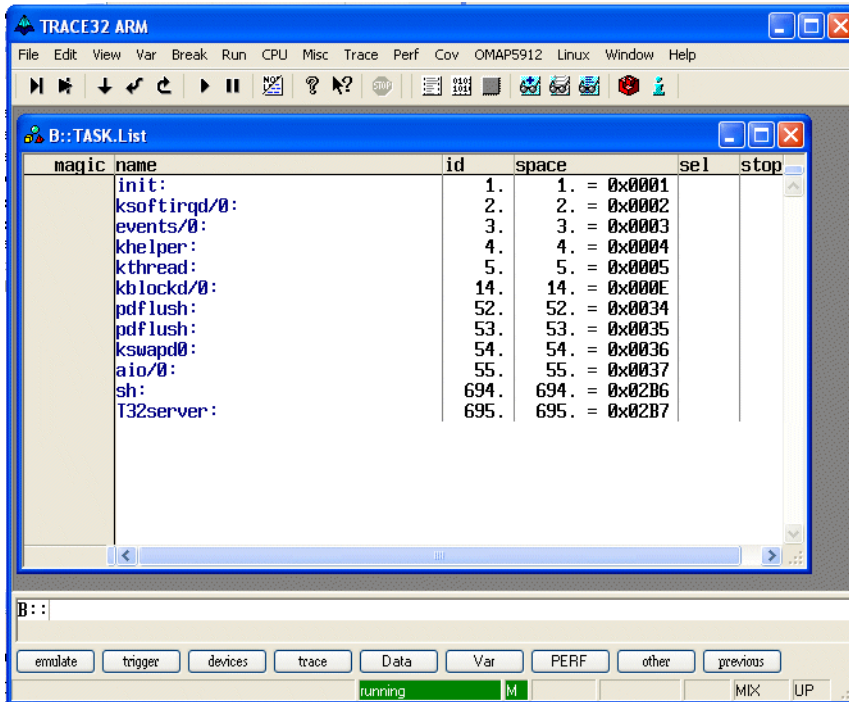 TRACE32 ARM
File Edit View Var Break Run CPU Misc Trace Perf Cov OMAP5912 Linux Window Help
STOP
B::TASK.List
magic name id space sel stop
init: 1. 1. = 0x0001
ksoftirqd/0: 2. 2. = 0x0002
events/0: 3. 3. = 0x0003
khelper: 4. 4. = 0x0004
kthread: 5. 5. = 0x0005
kblockd/0: 14. 14. = 0x000E
pdflush: 52. 52. = 0x0034
pdflush: 53. 53. = 0x0035
kswapd0: 54. 54. = 0x0036
aio/0: 55. 55. = 0x0037
sh: 694. 694. = 0x02B6
T32server: 695. 695. = 0x02B7
B::
emulate trigger devices trace Data Var PERF other previous
running M MIX UP